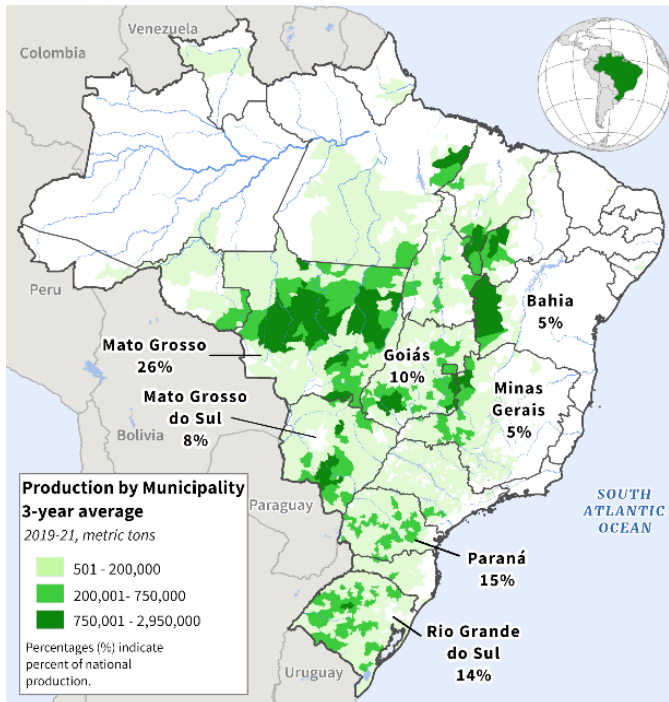 Venezuela
Colombia
Peru
Bahia
5%
Mato Grosso
26%
Goiás
10%
Mato Grosso
do Sul
8%
Minas
Gerais
5%
Bolivia
Production by Municipality
3-year average
2019-21, metric tons
501 - 200,000
200,001- 750,000
750,001 - 2,950,000
Percentages (%) indicate
percent of national
production.
Paraguay
SOUTH
ATLANTIC
OCEAN
Paraná
15%
Rio Grande
do Sul
14%
Uruguay